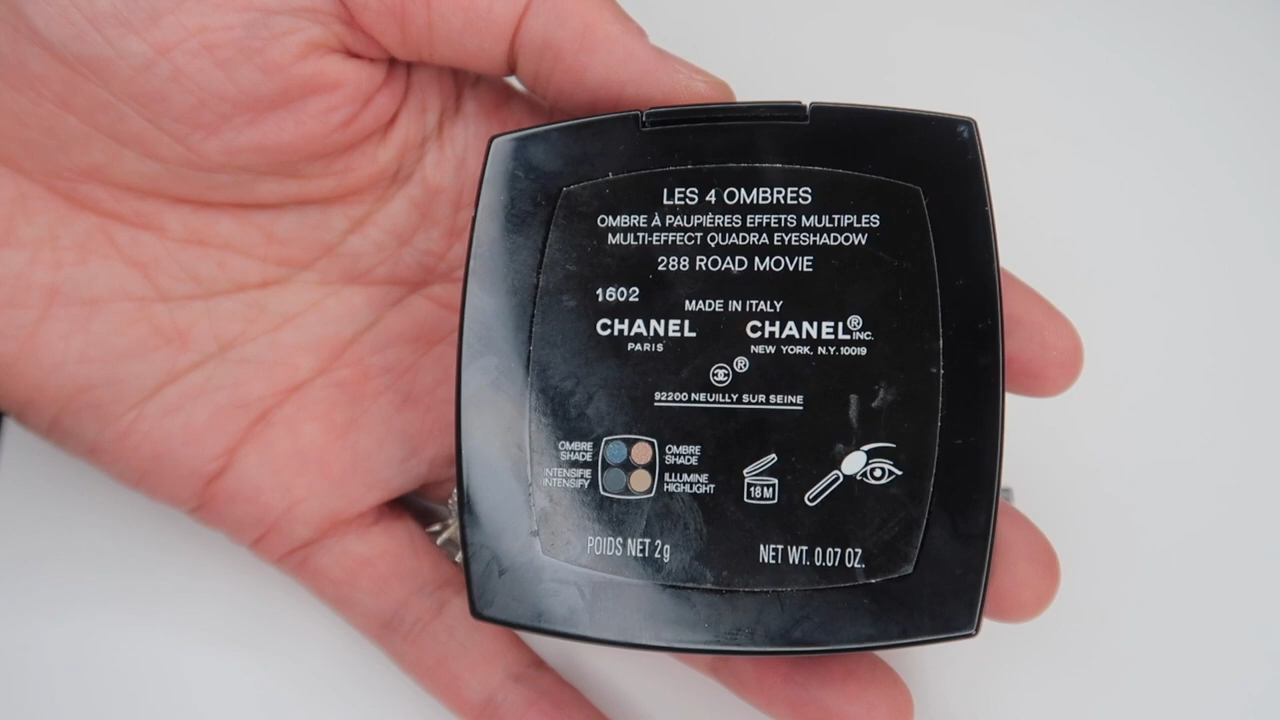 LES 4 OMBRES
OMBRE À PAUPIÈRES EFFETS MULTIPLES
MULTI-EFFECT QUADRA EYESHADOW
288 ROAD MOVIE
1602
MADE IN ITALY
CHANEL
PARIS
CHANEL® INC.
NEW YORK, N.Y. 10019
®
92200 NEUILLY SUR SEINE
OMBRE
SHADE
INTENSIFIE
INTENSIFY
OMBRE
SHADE
ILLUMINE
HIGHLIGHT
18 M
POIDS NET 2g
NET WT. 0.07 OZ.